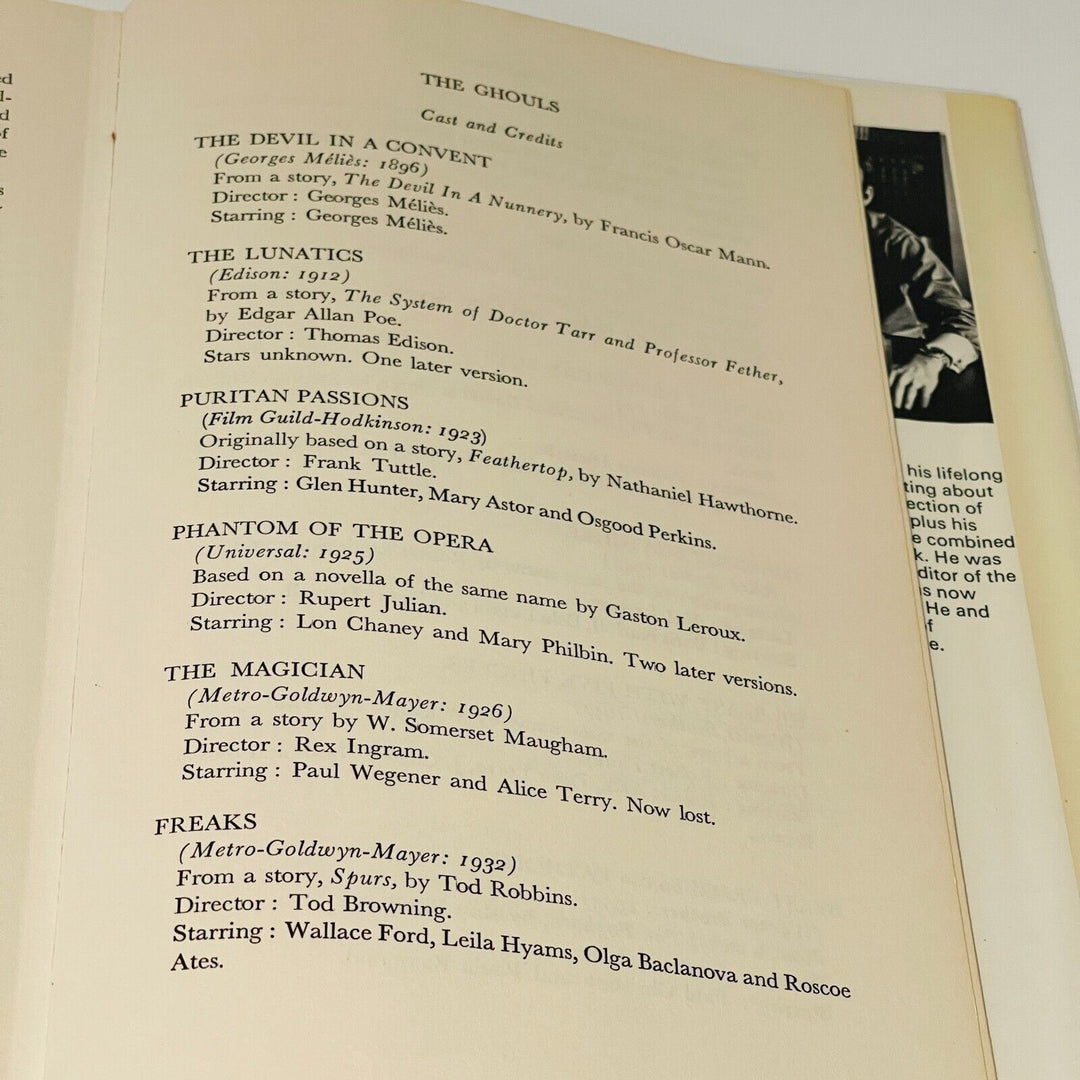 ed
l-
d
of
e
s
THE GHOULS
Cast and Credits
THE DEVIL IN A CONVENT
(Georges Méliès: 1896)
From a story, The Devil In A Nunnery, by Francis Oscar Mann.
Director : Georges Méliès.
Starring : Georges Méliès.
THE LUNATICS
(Edison: 1912)
From a story, The System of Doctor Tarr and Professor Fether,
by Edgar Allan Poe.
Director : Thomas Edison.
Stars unknown. One later version.
PURITAN PASSIONS
(Film Guild-Hodkinson: 1923)
Originally based on a story, Feathertop, by Nathaniel Hawthorne.
Director : Frank Tuttle.
Starring : Glen Hunter, Mary Astor and Osgood Perkins.
PHANTOM OF THE OPERA
(Universal: 1925)
Based on a novella of the same name by Gaston Leroux.
Director : Rupert Julian.
Starring : Lon Chaney and Mary Philbin. Two later versions.
THE MAGICIAN
(Metro-Goldwyn-Mayer: 1926)
From a story by W. Somerset Maugham.
Director : Rex Ingram.
Starring : Paul Wegener and Alice Terry. Now lost.
FREAKS
(Metro-Goldwyn-Mayer: 1932)
From a story, Spurs, by Tod Robbins.
Director : Tod Browning.
Starring : Wallace Ford, Leila Hyams, Olga Baclanova and Roscoe
Ates.
his lifelong
ting about
ection of
plus his
e combined
k. He was
ditor of the
s now
He and
f
e.